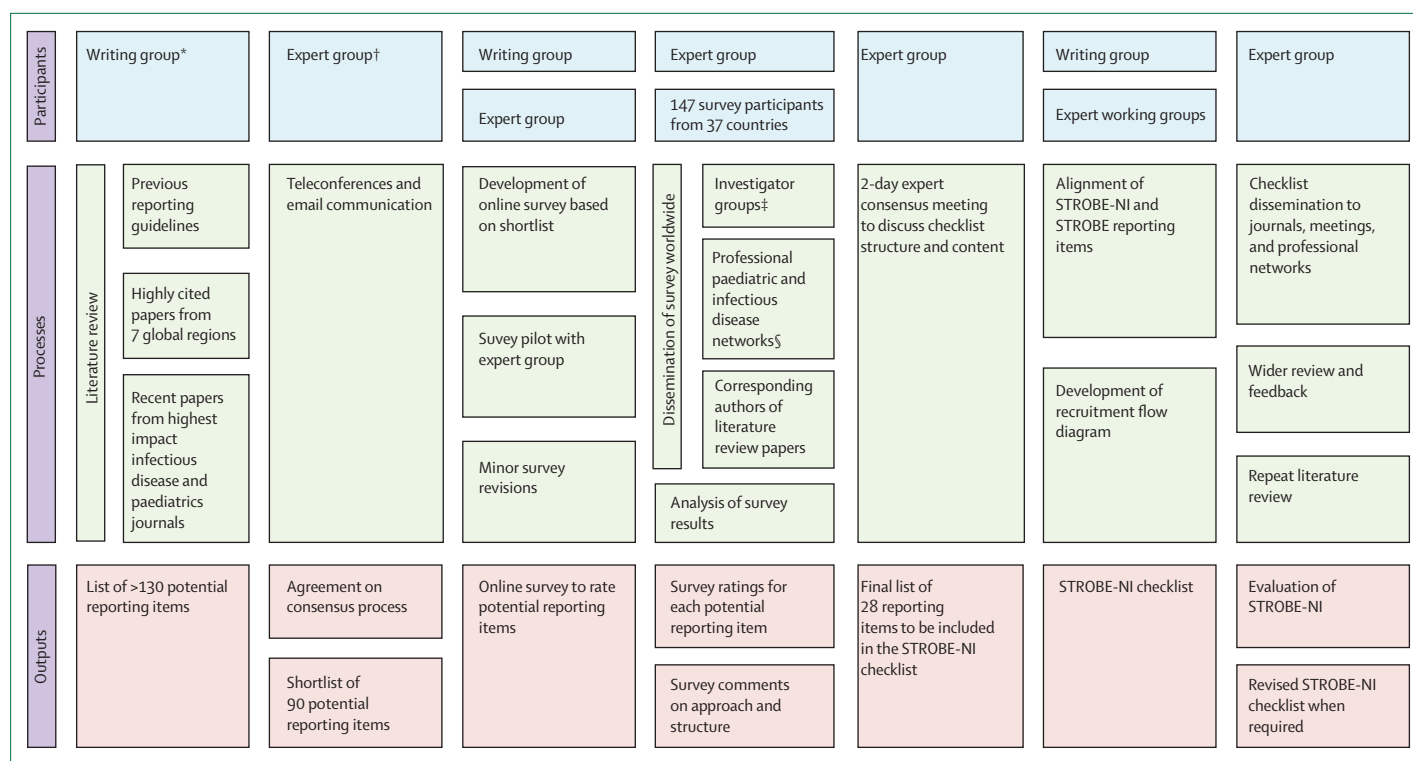 Participants
Writing group*
Expert group†
Writing group
Expert group
Expert group
147 survey participants
from 37 countries
Expert group
Writing group
Expert working groups
Expert group
Processes
Literature review
Previous
reporting
guidelines
Highly cited
papers from
7 global regions
Recent papers
from highest
impact
infectious
disease and
paediatrics
journals
Teleconferences and
email communication
Development of
online survey based
on shortlist
Suvey pilot with
expert group
Minor survey
revisions
Dissemination of survey worldwide
Investigator
groups‡
Professional
paediatric and
infectious
disease
networks§
Corresponding
authors of
literature
review papers
Analysis of survey
results
2-day expert
consensus meeting
to discuss checklist
structure and content
Alignment of
STROBE-NI and
STROBE reporting
items
Development of
recruitment flow
diagram
Checklist
dissemination to
journals, meetings,
and professional
networks
Wider review and
feedback
Repeat literature
review
Outputs
List of >130 potential
reporting items
Agreement on
consensus process
Shortlist of
90 potential
reporting items
Online survey to rate
potential reporting
items
Survey ratings for
each potential
reporting item
Survey comments
on approach and
structure
Final list of
28 reporting
items to be included
in the STROBE-NI
checklist
STROBE-NI checklist
Evaluation of
STROBE-NI
Revised STROBE-NI
checklist when
required